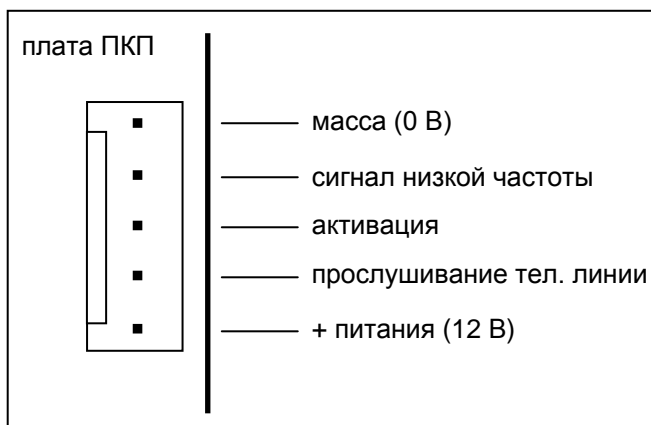 плата ПКП
масса (0 В)
сигнал низкой частоты
активация
прослушивание тел. линии
+ питания (12 В)